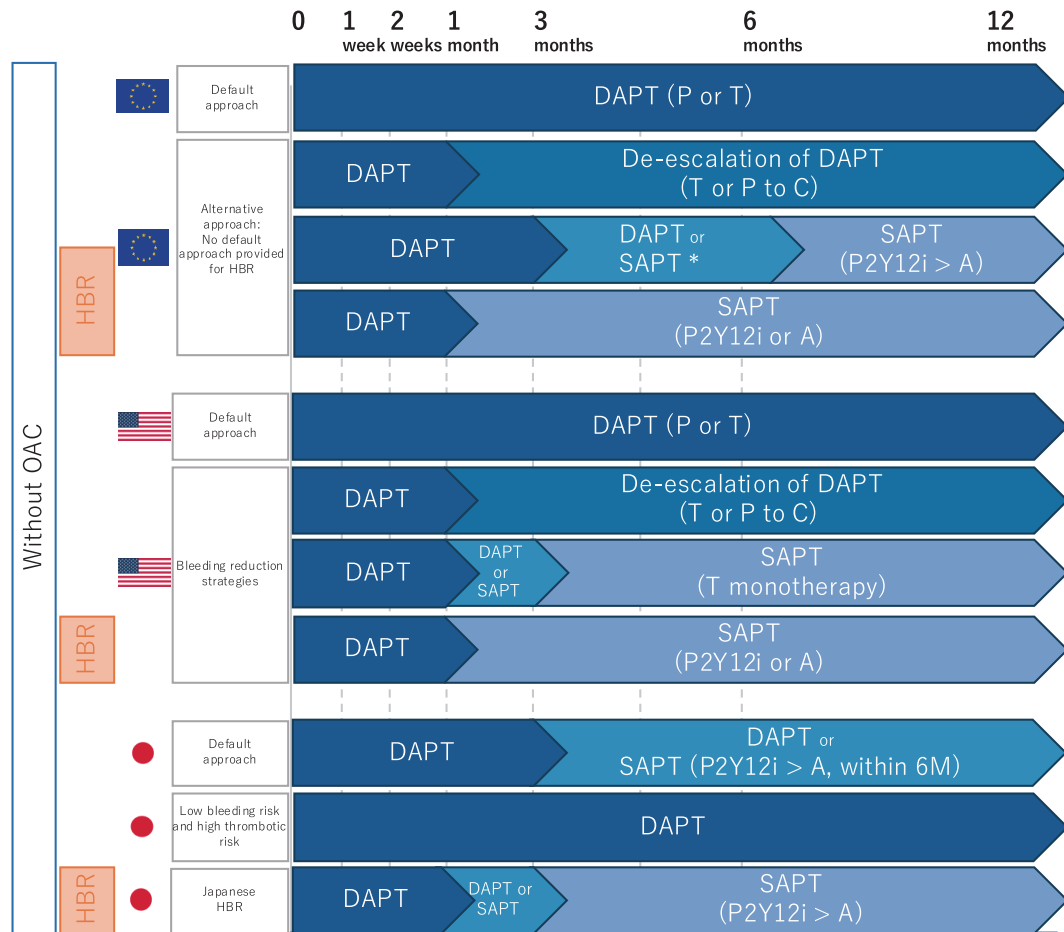 0 1 2 1 3 6 12
week weeks month months months months
Without OAC
Default
approach
DAPT (P or T)
HBR
Alternative
approach:
No default
approach provided
for HBR
DAPT
De-escalation of DAPT
(T or P to C)
DAPT
DAPT or
SAPT *
SAPT
(P2Y12i > A)
DAPT
SAPT
(P2Y12i or A)
Default
approach
DAPT (P or T)
HBR
Bleeding reduction
strategies
DAPT
De-escalation of DAPT
(T or P to C)
DAPT
DAPT
or
SAPT
SAPT
(T monotherapy)
DAPT
SAPT
(P2Y12i or A)
Default
approach
DAPT
DAPT or
SAPT (P2Y12i > A, within 6M)
Low bleeding risk
and high thrombotic
risk
DAPT
HBR
Japanese
HBR
DAPT
DAPT or
SAPT
SAPT
(P2Y12i > A)